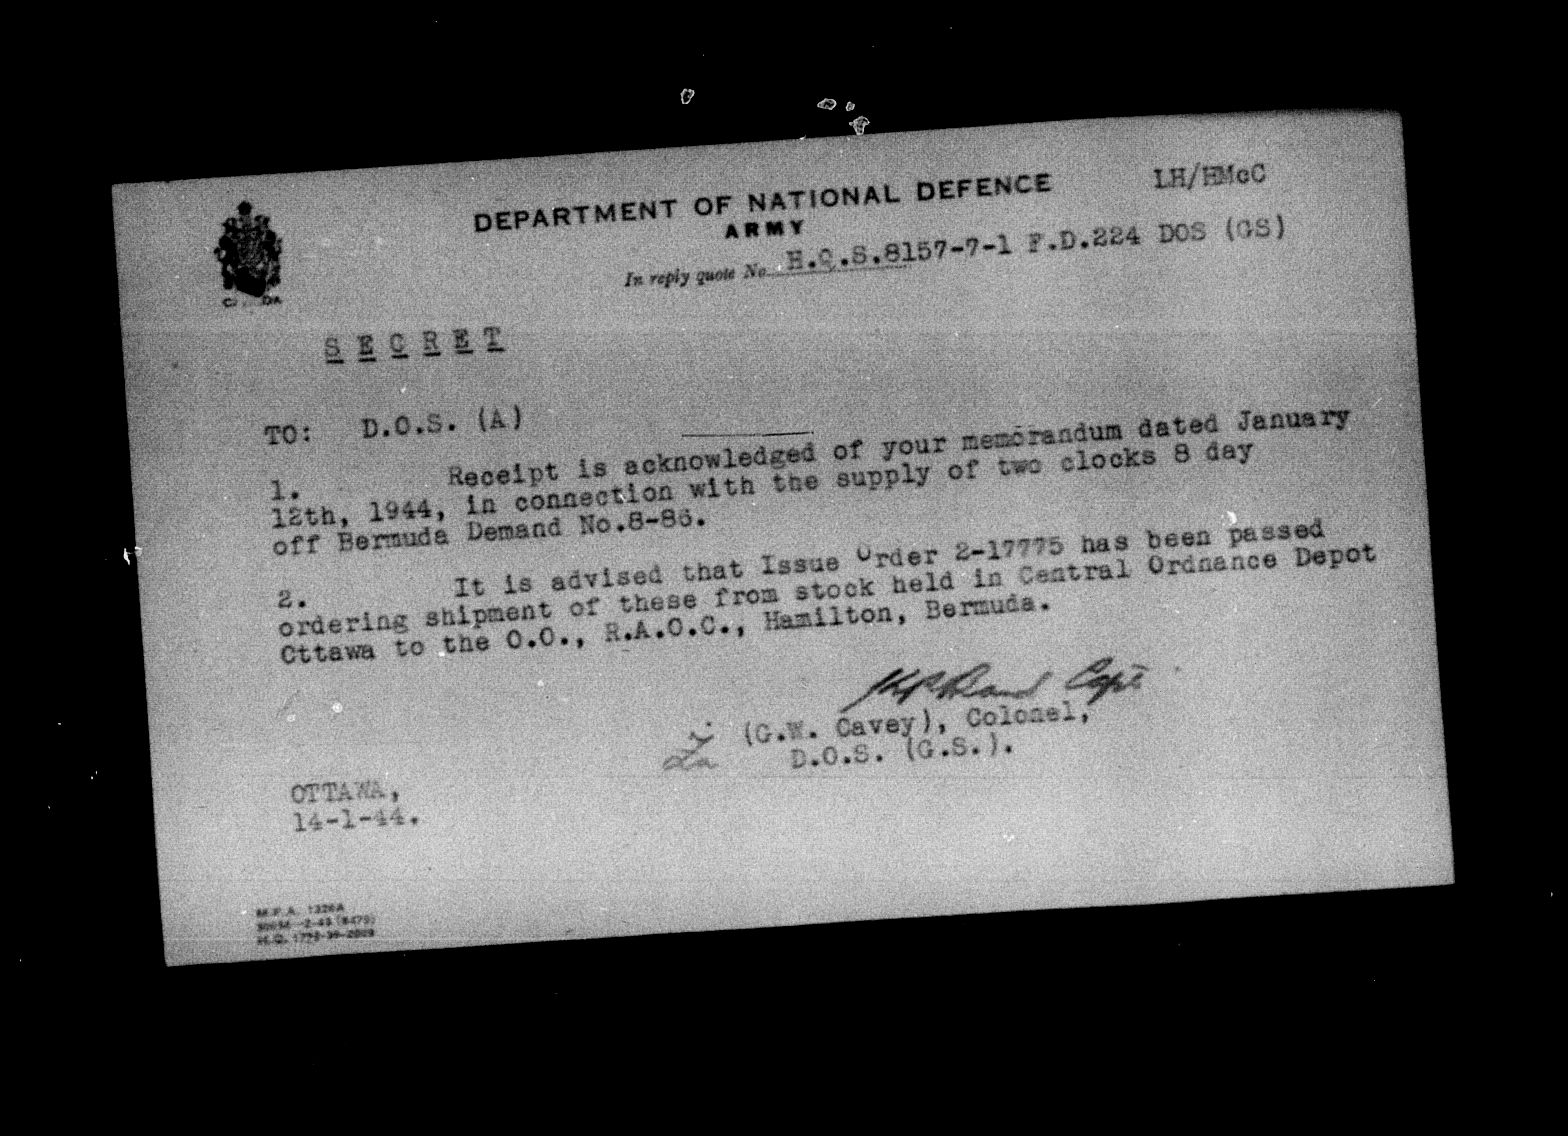 LH/HMcC
DEPARTMENT OF NATIONAL DEFENCE
ARMY
In reply quote No. H.Q.S.8157-7-1 F.D.224 DOS (GS)
SECRET
TO: D.O.S. (A)
1. Receipt is acknowledged of your memorandum dated January
12th, 1944, in connection with the supply of two clocks 8 day
off Bermuda Demand No.8-86.
2. It is advised that Issue Order 2-17775 has been passed
ordering shipment of these from stock held in Central Ordnance Depot
Ottawa to the O.O., R.A.O.C., Hamilton, Bermuda.
Capt
(G.W. Cavey), Colonel,
D.O.S. (G.S.).
OTTAWA,
14-1-44.
M.F.A. 1326A